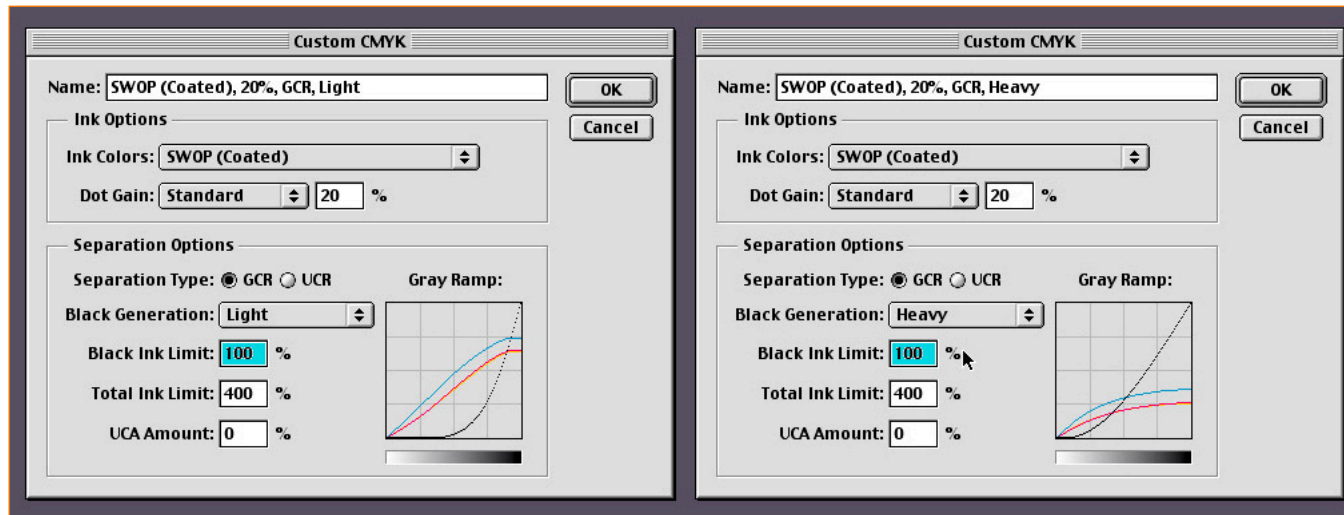 Custom CMYK
Name: SWOP (Coated), 20%, GCR, Light
OK
Cancel
Ink Options
Ink Colors: SWOP (Coated)
Dot Gain: Standard 20 %
Separation Options
Separation Type: GCR UCR
Gray Ramp:
Black Generation: Light
Black Ink Limit: 100 %
Total Ink Limit: 400 %
UCA Amount: 0 %
Custom CMYK
Name: SWOP (Coated), 20%, GCR, Heavy
OK
Cancel
Ink Options
Ink Colors: SWOP (Coated)
Dot Gain: Standard 20 %
Separation Options
Separation Type: GCR UCR
Gray Ramp:
Black Generation: Heavy
Black Ink Limit: 100 %
Total Ink Limit: 400 %
UCA Amount: 0 %